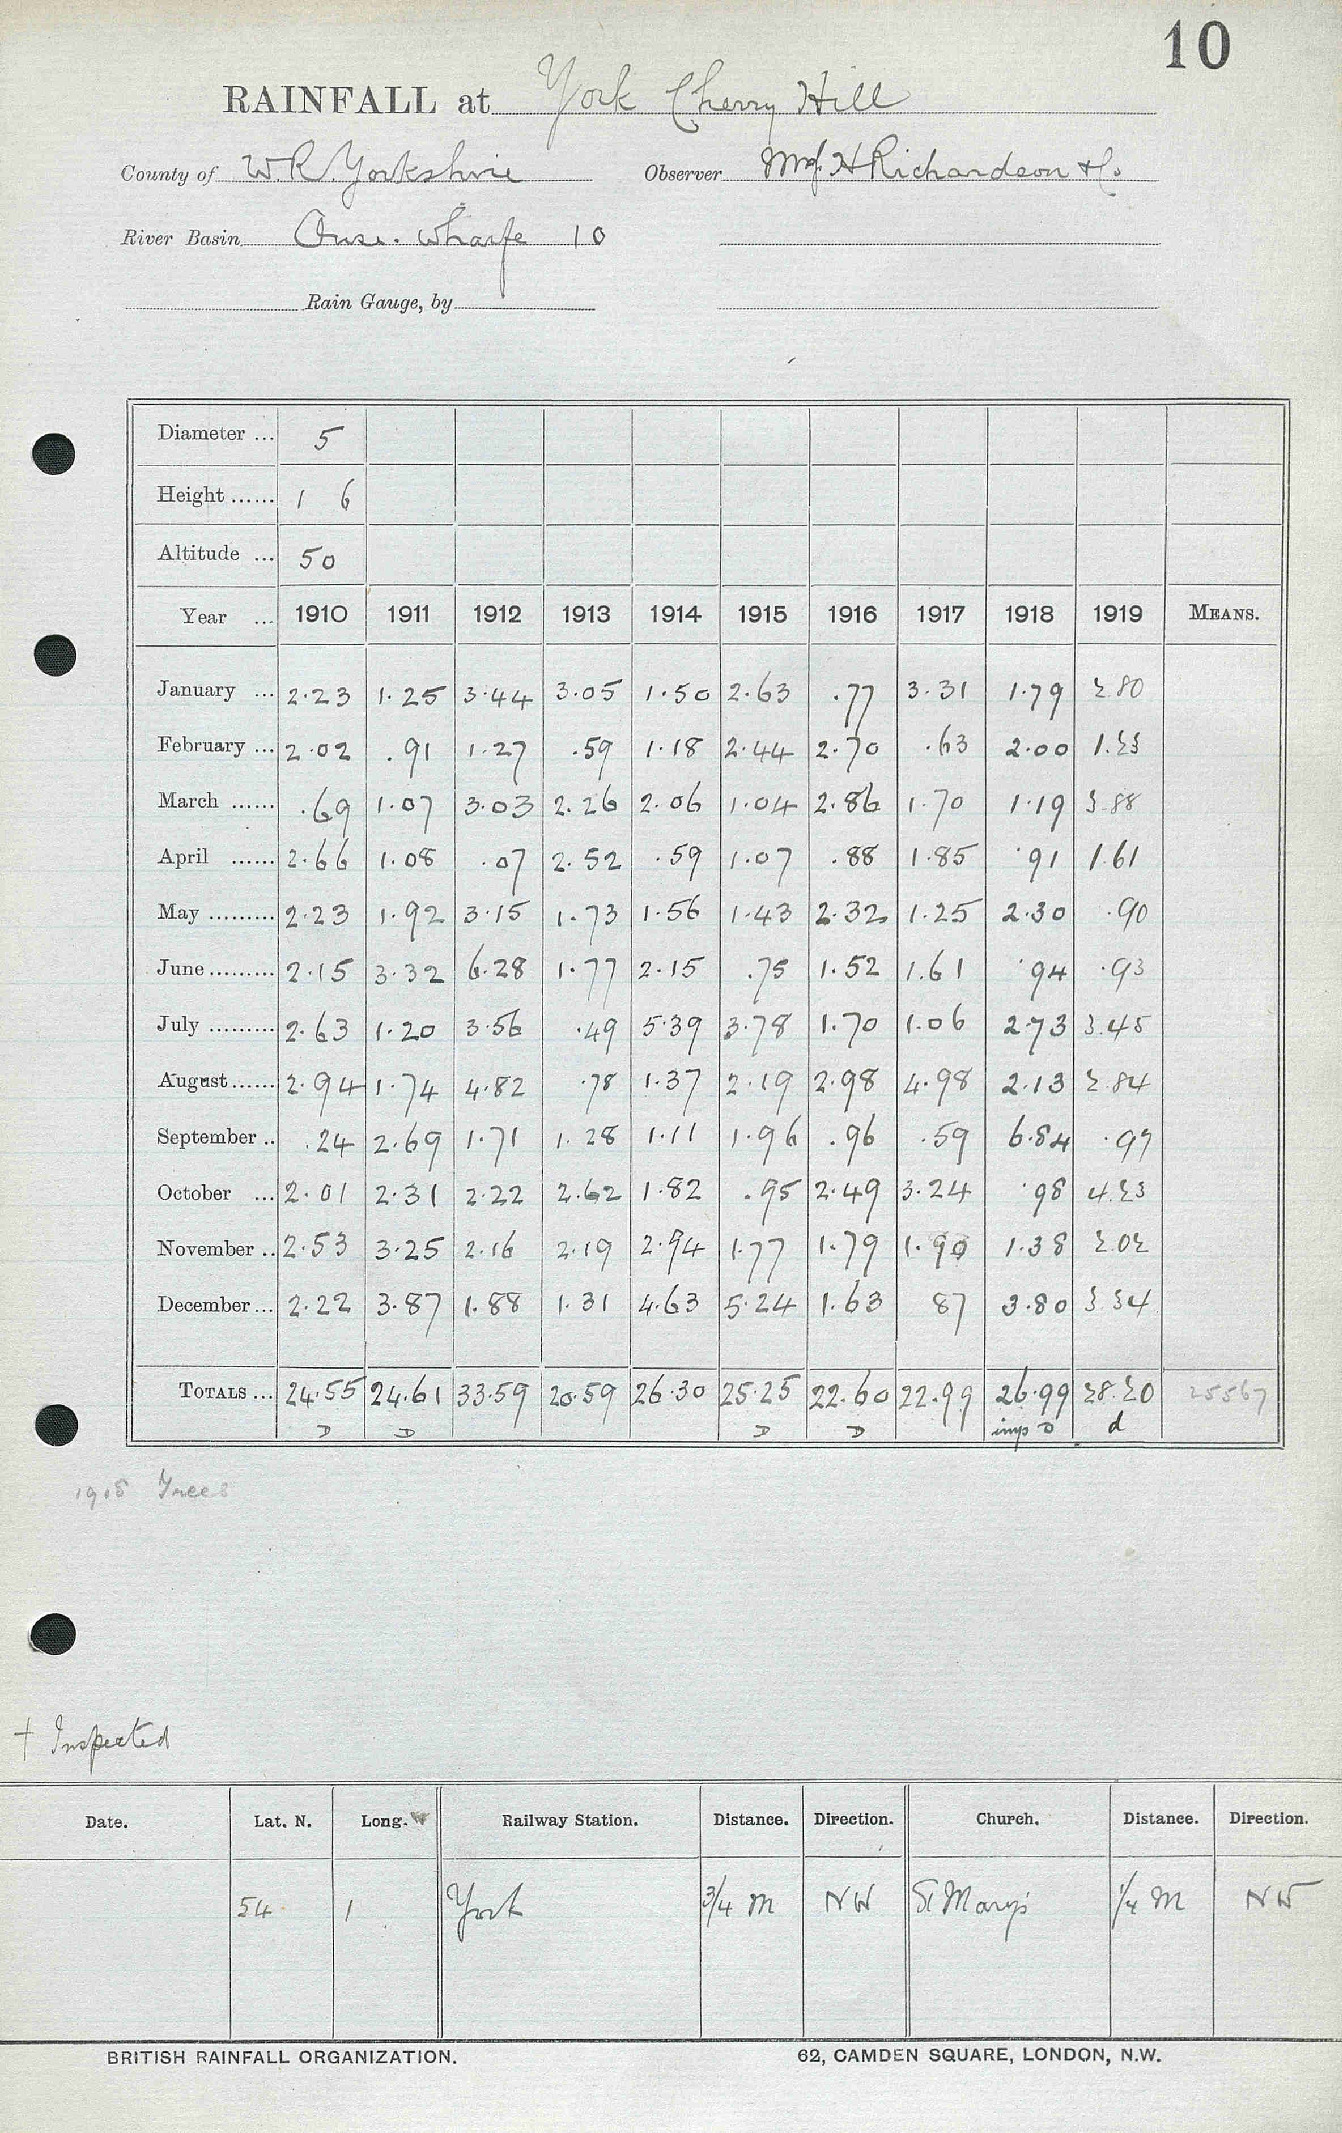 10
RAINFALL at York Cherry Hill
County of W.R. Yorkshire Observer Mssrs. H Richardson & Co.
River Basin Ouse. Wharfe 10
Rain Gauge, by
Diameter ... 5
Height ...... 1 6
Altitude ... 50
Year ... 1910 1911 1912 1913 1914 1915 1916 1917 1918 1919 MEANS.
January ... 2.23 1.25 3.44 3.05 1.50 2.63 .77 3.31 1.79 2.80
February ... 2.02 .91 1.27 .59 1.18 2.44 2.70 .63 2.00 1.23
March ...... .69 1.07 3.03 2.26 2.06 1.04 2.86 1.70 1.19 3.88
April ...... 2.66 1.08 .07 2.52 .59 1.07 .88 1.85 .91 1.61
May ......... 2.23 1.92 3.15 1.73 1.56 1.43 2.32 1.25 2.30 .90
June ......... 2.15 3.32 6.28 1.77 2.15 .75 1.52 1.61 .94 .93
July ......... 2.63 1.20 3.56 .49 5.39 3.78 1.70 1.06 2.73 3.45
August ...... 2.94 1.74 4.82 .78 1.37 2.19 2.98 4.98 2.13 2.84
September .. .24 2.69 1.71 1.28 1.11 1.96 .96 .59 6.84 .97
October ... 2.01 2.31 2.22 2.62 1.82 .95 2.49 3.24 .98 4.23
November .. 2.53 3.25 2.16 2.19 2.94 1.77 1.79 1.90 1.38 2.02
December ... 2.22 3.87 1.88 1.31 4.63 5.24 1.63 87 3.80 3 34
TOTALS ... 24.55 24.61 33.59 20.59 26.30 25.25 22.60 22.99 26.99 28.20 25567
D D D D imp D d
1918 Trees
† Inspected
Date. Lat. N. Long. W Railway Station. Distance. Direction. Church. Distance. Direction.
54 1 York 3/4 M NW St Marys 1/4 M NW
BRITISH RAINFALL ORGANIZATION. 62, CAMDEN SQUARE, LONDON, N.W.